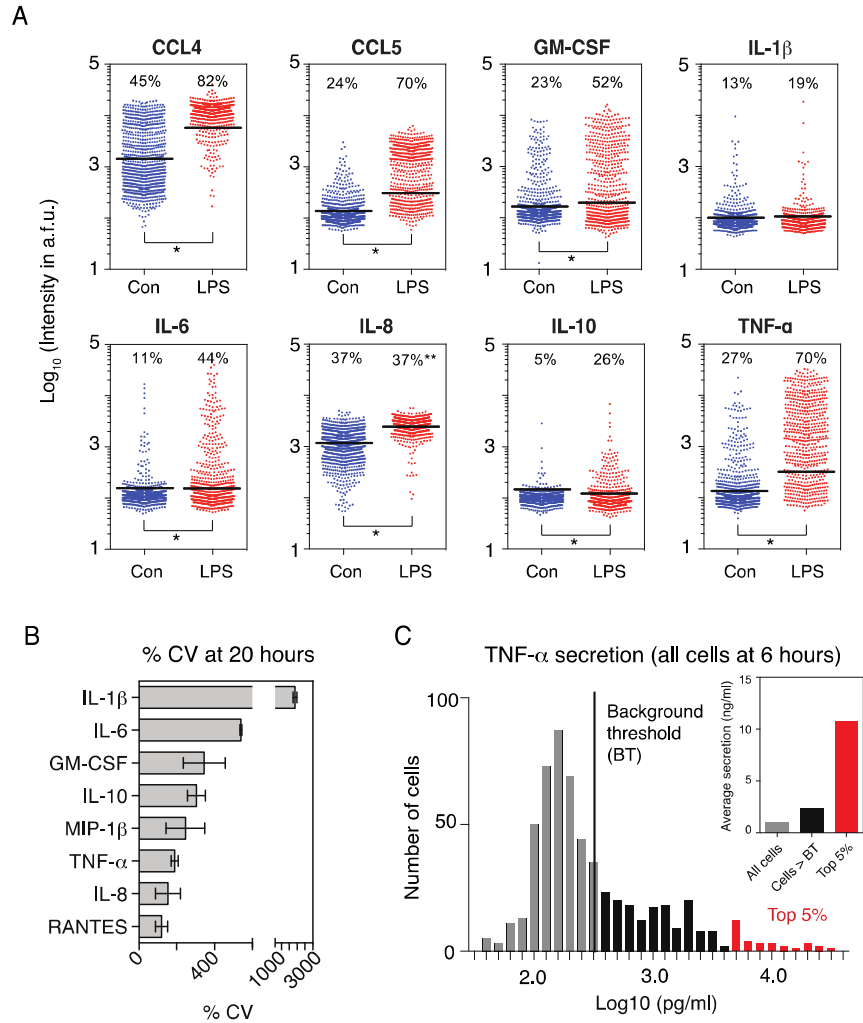 A
CCL4 CCL5 GM-CSF IL-1β
5 45% 82% 5 24% 70% 5 23% 52% 5 13% 19%
3 3 3 3
* * *
1 1 1 1
Con LPS Con LPS Con LPS Con LPS
Log10 (Intensity in a.f.u.)
IL-6 IL-8 IL-10 TNF-α
5 11% 44% 5 37% 37%** 5 5% 26% 5 27% 70%
3 3 3 3
* * * *
1 1 1 1
Con LPS Con LPS Con LPS Con LPS
B
% CV at 20 hours
IL-1β
IL-6
GM-CSF
IL-10
MIP-1β
TNF-α
IL-8
RANTES
0 400 1000 3000
% CV
C
TNF-α secretion (all cells at 6 hours)
Number of cells
100
50
0
Background
threshold
(BT)
Average secretion (ng/ml)
15
10
5
0
All cells
Cells > BT
Top 5%
Top 5%
2.0 3.0 4.0
Log10 (pg/ml)